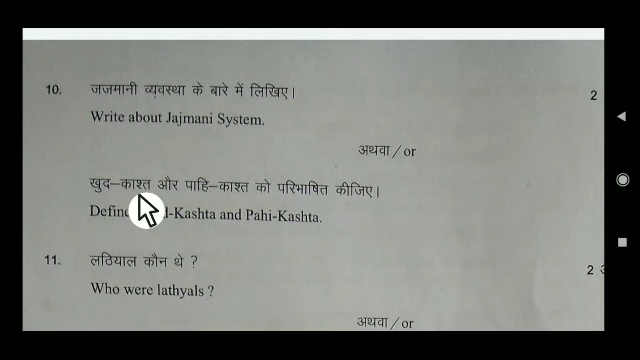 10. जजमानी व्यवस्था के बारे में लिखिए। 2
Write about Jajmani System.
अथवा / or
खुद–काश्त और पाहि–काश्त को परिभाषित कीजिए।
-Kashta and Pahi-Kashta.
11. लठियाल कौन थे ? 2
Who were lathyals ?
अथवा / or